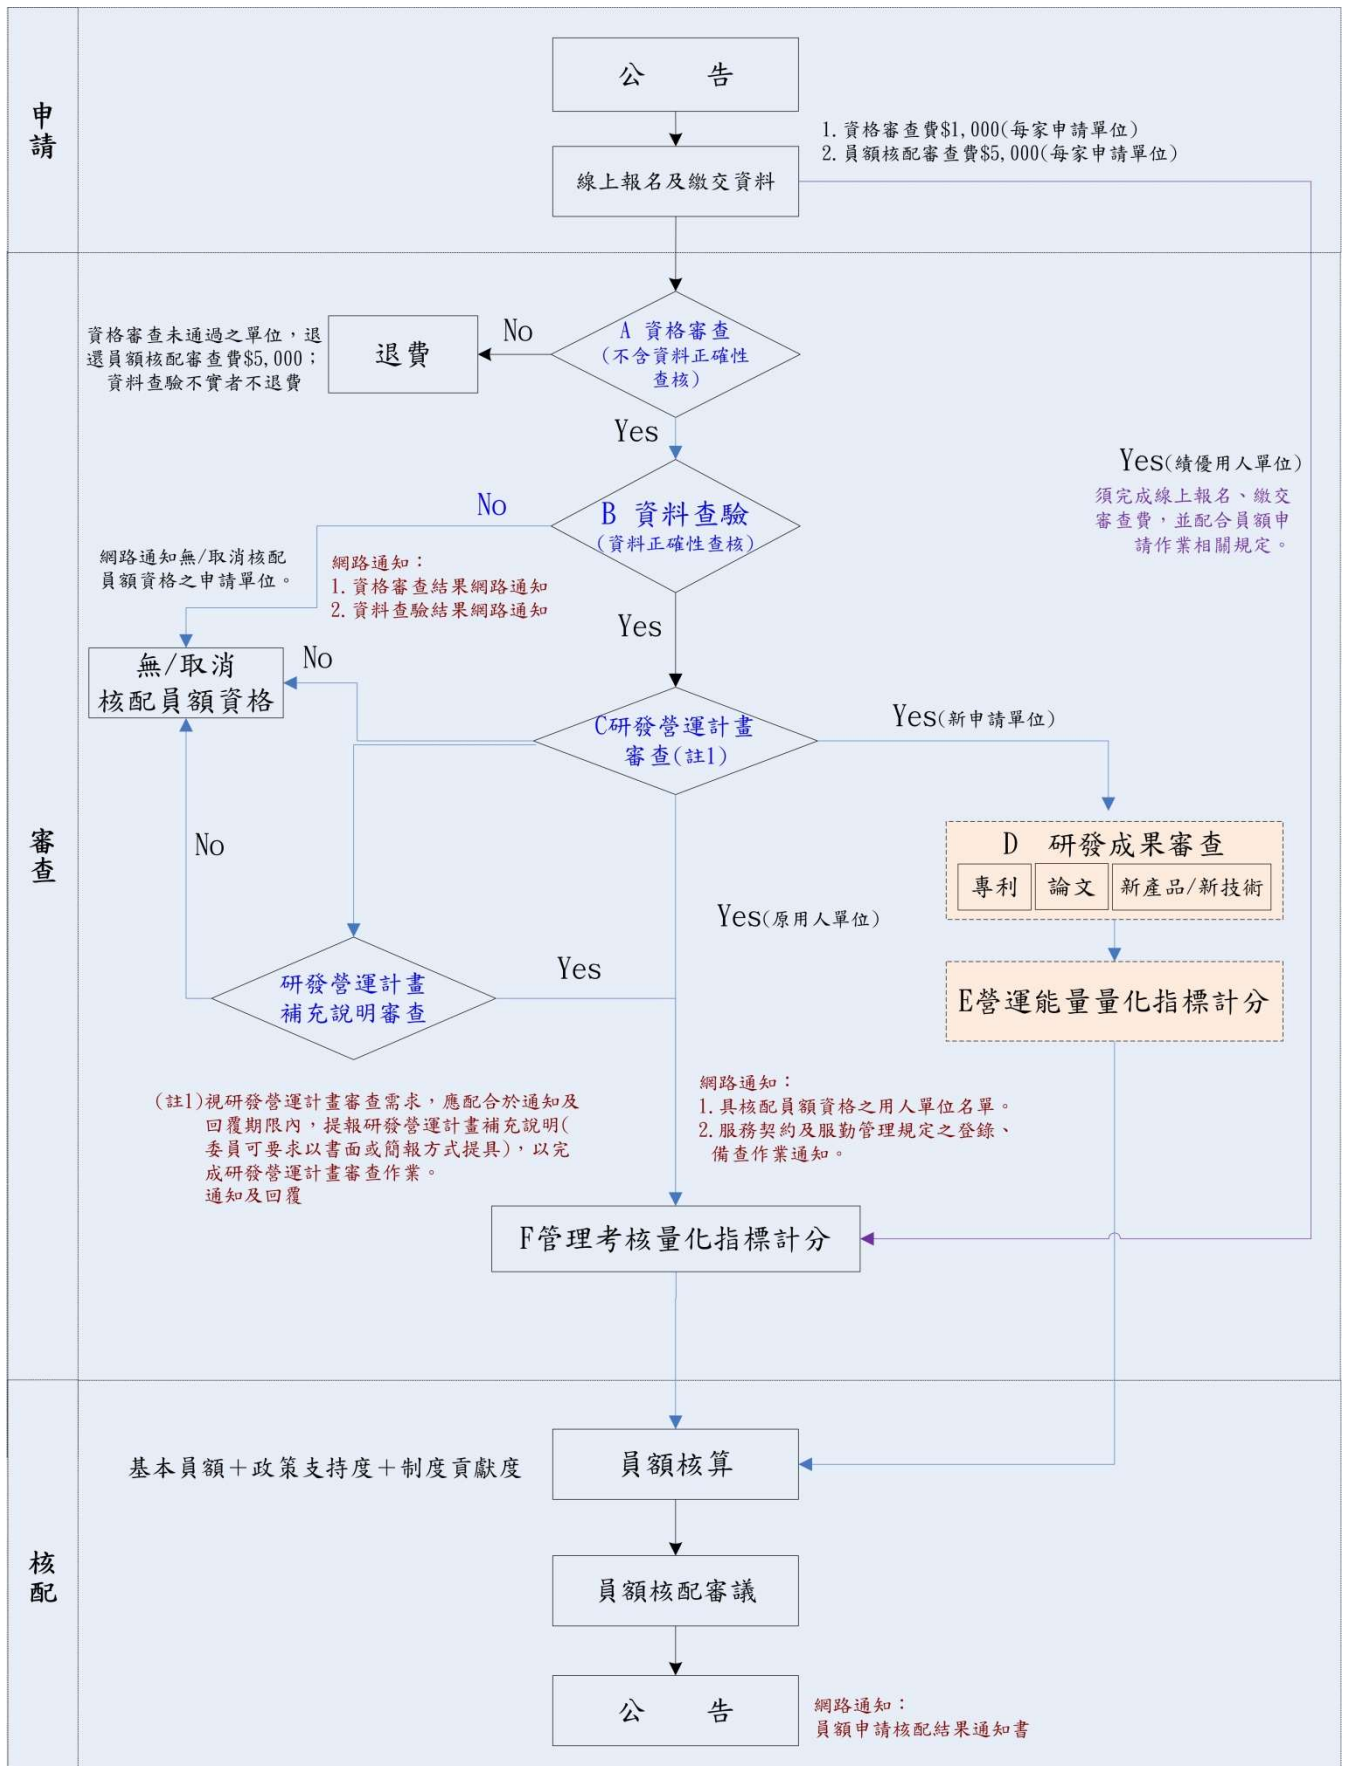 申
請
公 告
1. 資格審查費$1,000(每家申請單位)
2. 員額核配審查費$5,000(每家申請單位)
線上報名及繳交資料
審
查
A 資格審查
(不含資料正確性
查核)
No
退費
資格審查未通過之單位，退
還員額核配審查費$5,000；
資料查驗不實者不退費
Yes
Yes(績優用人單位)
須完成線上報名、繳交
審查費，並配合員額申
請作業相關規定。
B 資料查驗
(資料正確性查核)
No
網路通知無/取消核配
員額資格之申請單位。
網路通知：
1. 資格審查結果網路通知
2. 資料查驗結果網路通知
Yes
無/取消
核配員額資格
No
C研發營運計畫
審查(註1)
Yes(新申請單位)
D 研發成果審查
專利
論文
新產品/新技術
No
Yes(原用人單位)
研發營運計畫
補充說明審查
Yes
E營運能量量化指標計分
(註1)視研發營運計畫審查需求，應配合於通知及
回覆期限內，提報研發營運計畫補充說明(
委員可要求以書面或簡報方式提具)，以完
成研發營運計畫審查作業。
通知及回覆
網路通知：
1. 具核配員額資格之用人單位名單。
2. 服務契約及服勤管理規定之登錄、
備查作業通知。
F管理考核量化指標計分
核
配
基本員額＋政策支持度＋制度貢獻度
員額核算
員額核配審議
公 告
網路通知：
員額申請核配結果通知書